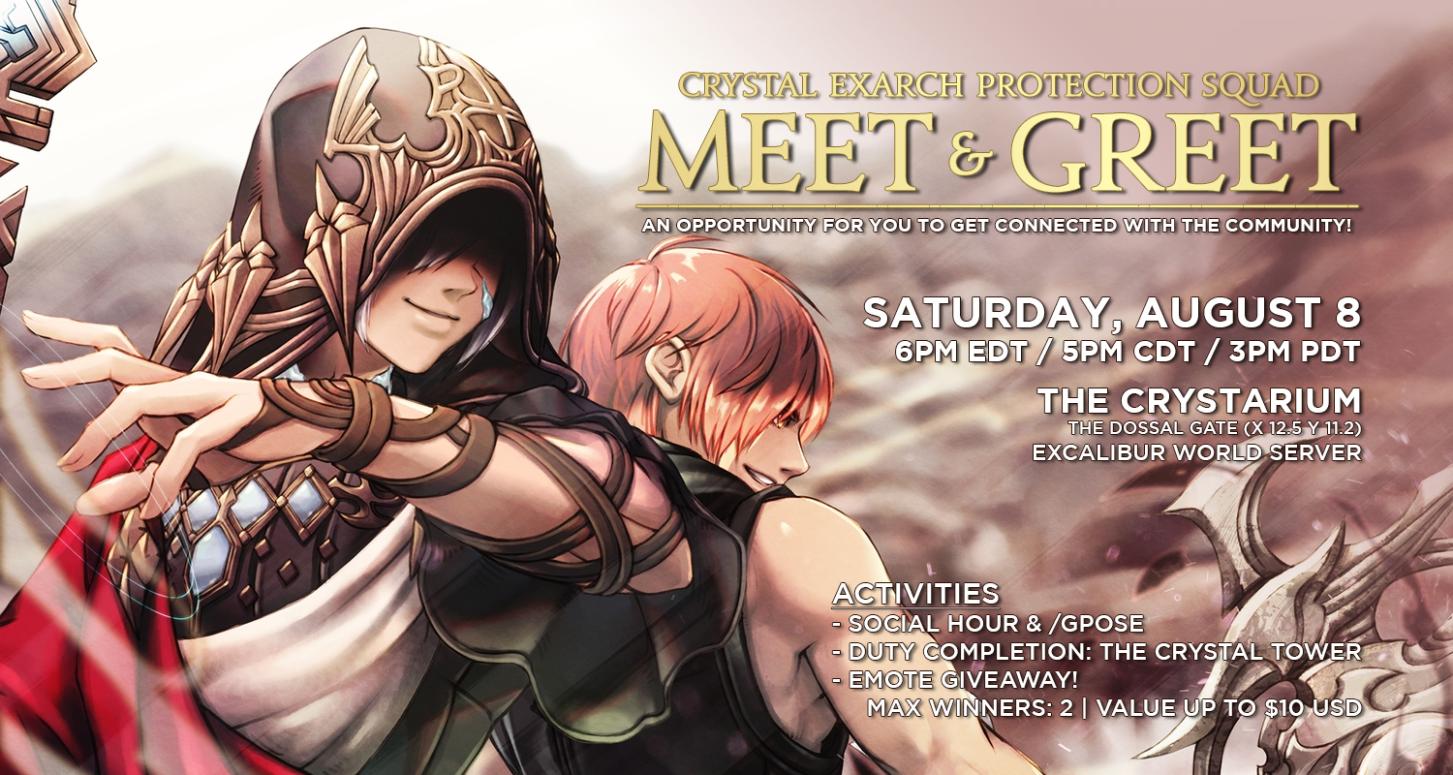 CRYSTAL EXARCH PROTECTION SQUAD
MEET & GREET
AN OPPORTUNITY FOR YOU TO GET CONNECTED WITH THE COMMUNITY!
SATURDAY, AUGUST 8
6PM EDT / 5PM CDT / 3PM PDT
THE CRYSTARIUM
THE DOSSAL GATE (X 12.5 Y 11.2)
EXCALIBUR WORLD SERVER
ACTIVITIES
- SOCIAL HOUR & /GPOSE
- DUTY COMPLETION: THE CRYSTAL TOWER
- EMOTE GIVEAWAY!
MAX WINNERS: 2 | VALUE UP TO $10 USD